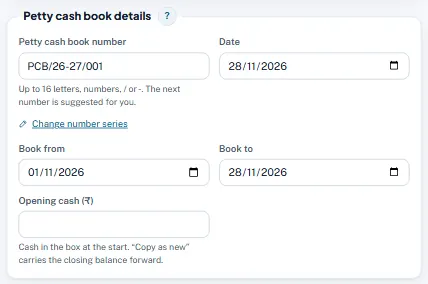 Petty cash book details ?
Petty cash book number
PCB/26-27/001
Up to 16 letters, numbers, / or -. The next
number is suggested for you.
Change number series
Date
28/11/2026
Book from
01/11/2026
Book to
28/11/2026
Opening cash (₹)
Cash in the box at the start. “Copy as new”
carries the closing balance forward.